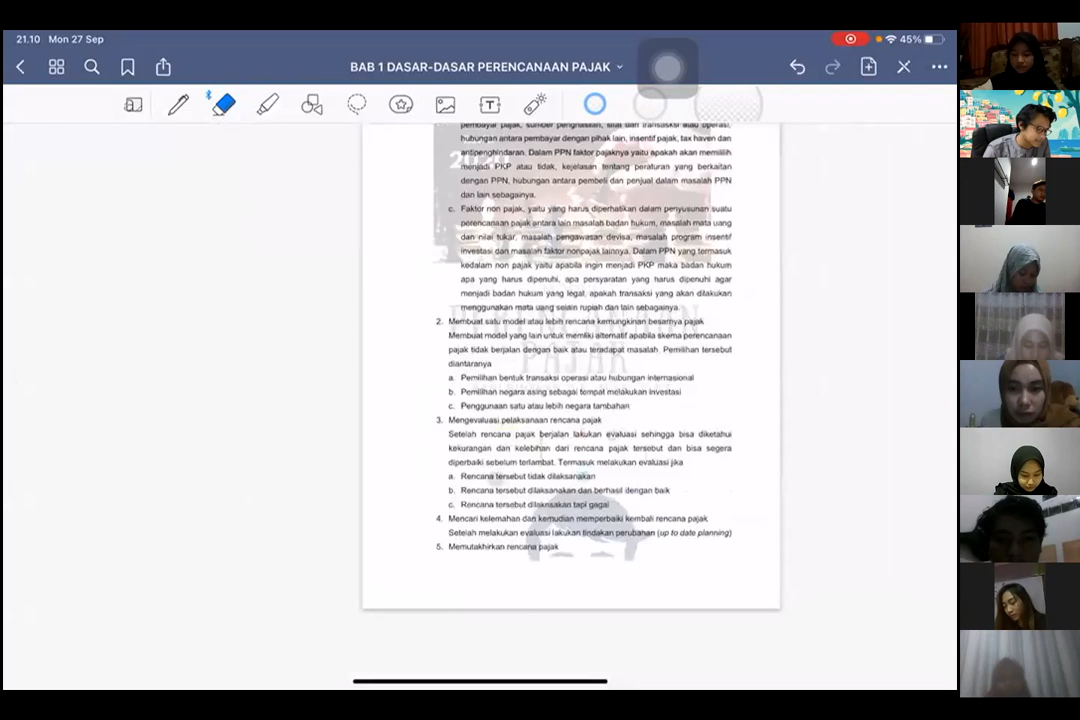 21.10 Mon 27 Sep
45%
BAB 1 DASAR-DASAR PERENCANAAN PAJAK
pembayar pajak, sumber penghasilan, sifat dari transaksi atau operasi,
hubungan antara pembayar dengan pihak lain, insentif pajak, tax haven dan
antipenghindaran. Dalam PPN faktor pajaknya yaitu apakah akan memilih
menjadi PKP atau tidak, kejelasan tentang peraturan yang berkaitan
dengan PPN, hubungan antara pembeli dan penjual dalam masalah PPN
dan lain sebagainya.
c. Faktor non pajak, yaitu yang harus diperhatikan dalam penyusunan suatu
perencanaan pajak antara lain masalah badan hukum, masalah mata uang
dan nilai tukar, masalah pengawasan devisa, masalah program insentif
investasi dan masalah faktor nonpajak lainnya. Dalam PPN yang termasuk
kedalam non pajak yaitu apabila ingin menjadi PKP maka badan hukum
apa yang harus dipenuhi, apa persyaratan yang harus dipenuhi agar
menjadi badan hukum yang legal, apakah transaksi yang akan dilakukan
menggunakan mata uang selain rupiah dan lain sebagainya.
2. Membuat satu model atau lebih rencana kemungkinan besarnya pajak
Membuat model yang lain untuk memiliki alternatif apabila skema perencanaan
pajak tidak berjalan dengan baik atau teradapat masalah. Pemilihan tersebut
diantaranya
a. Pemilihan bentuk transaksi operasi atau hubungan internasional
b. Pemilihan negara asing sebagai tempat melakukan investasi
c. Penggunaan satu atau lebih negara tambahan
3. Mengevaluasi pelaksanaan rencana pajak
Setelah rencana pajak berjalan lakukan evaluasi sehingga bisa diketahui
kekurangan dan kelebihan dari rencana pajak tersebut dan bisa segera
diperbaiki sebelum terlambat. Termasuk melakukan evaluasi jika
a. Rencana tersebut tidak dilaksanakan
b. Rencana tersebut dilaksanakan dan berhasil dengan baik
c. Rencana tersebut dilaknsakan tapi gagal
4. Mencari kelemahan dan kemudian memperbaiki kembali rencana pajak
Setelah melakukan evaluasi lakukan tindakan perubahan (up to date planning)
5. Memutakhirkan rencana pajak
PERENCANAAN
PAJAK